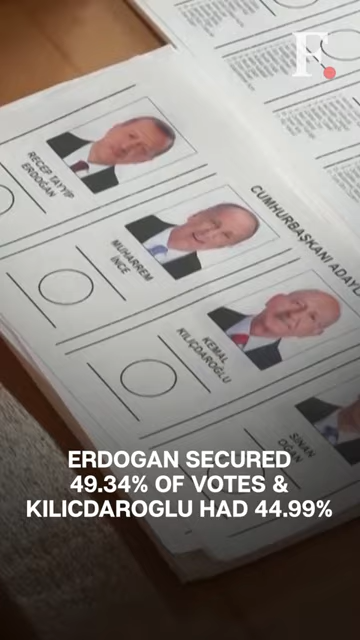 F.
RECEP TAYYİP
ERDOĞAN
MUHARREM
İNCE
CUMHURBAŞKANI ADAYL
KEMAL
KILIÇDAROĞLU
SİNAN
OĞAN
ERDOGAN SECURED
49.34% OF VOTES &
KILICDAROGLU HAD 44.99%